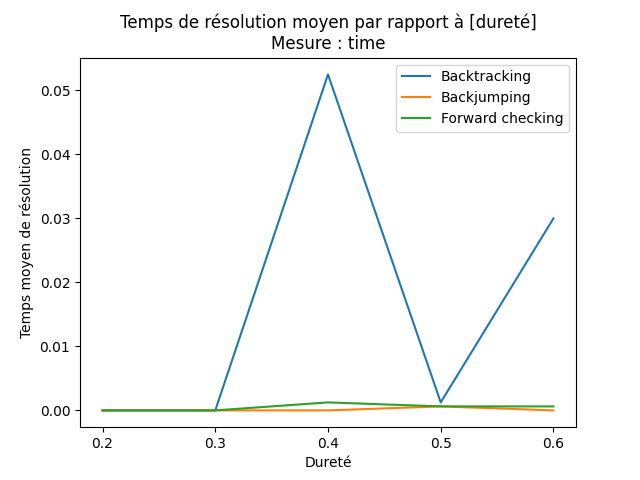 Temps de résolution moyen par rapport à [dureté]
Mesure : time
Backtracking
Backjumping
Forward checking
Temps moyen de résolution
0.05
0.04
0.03
0.02
0.01
0.00
0.2 0.3 0.4 0.5 0.6
Dureté